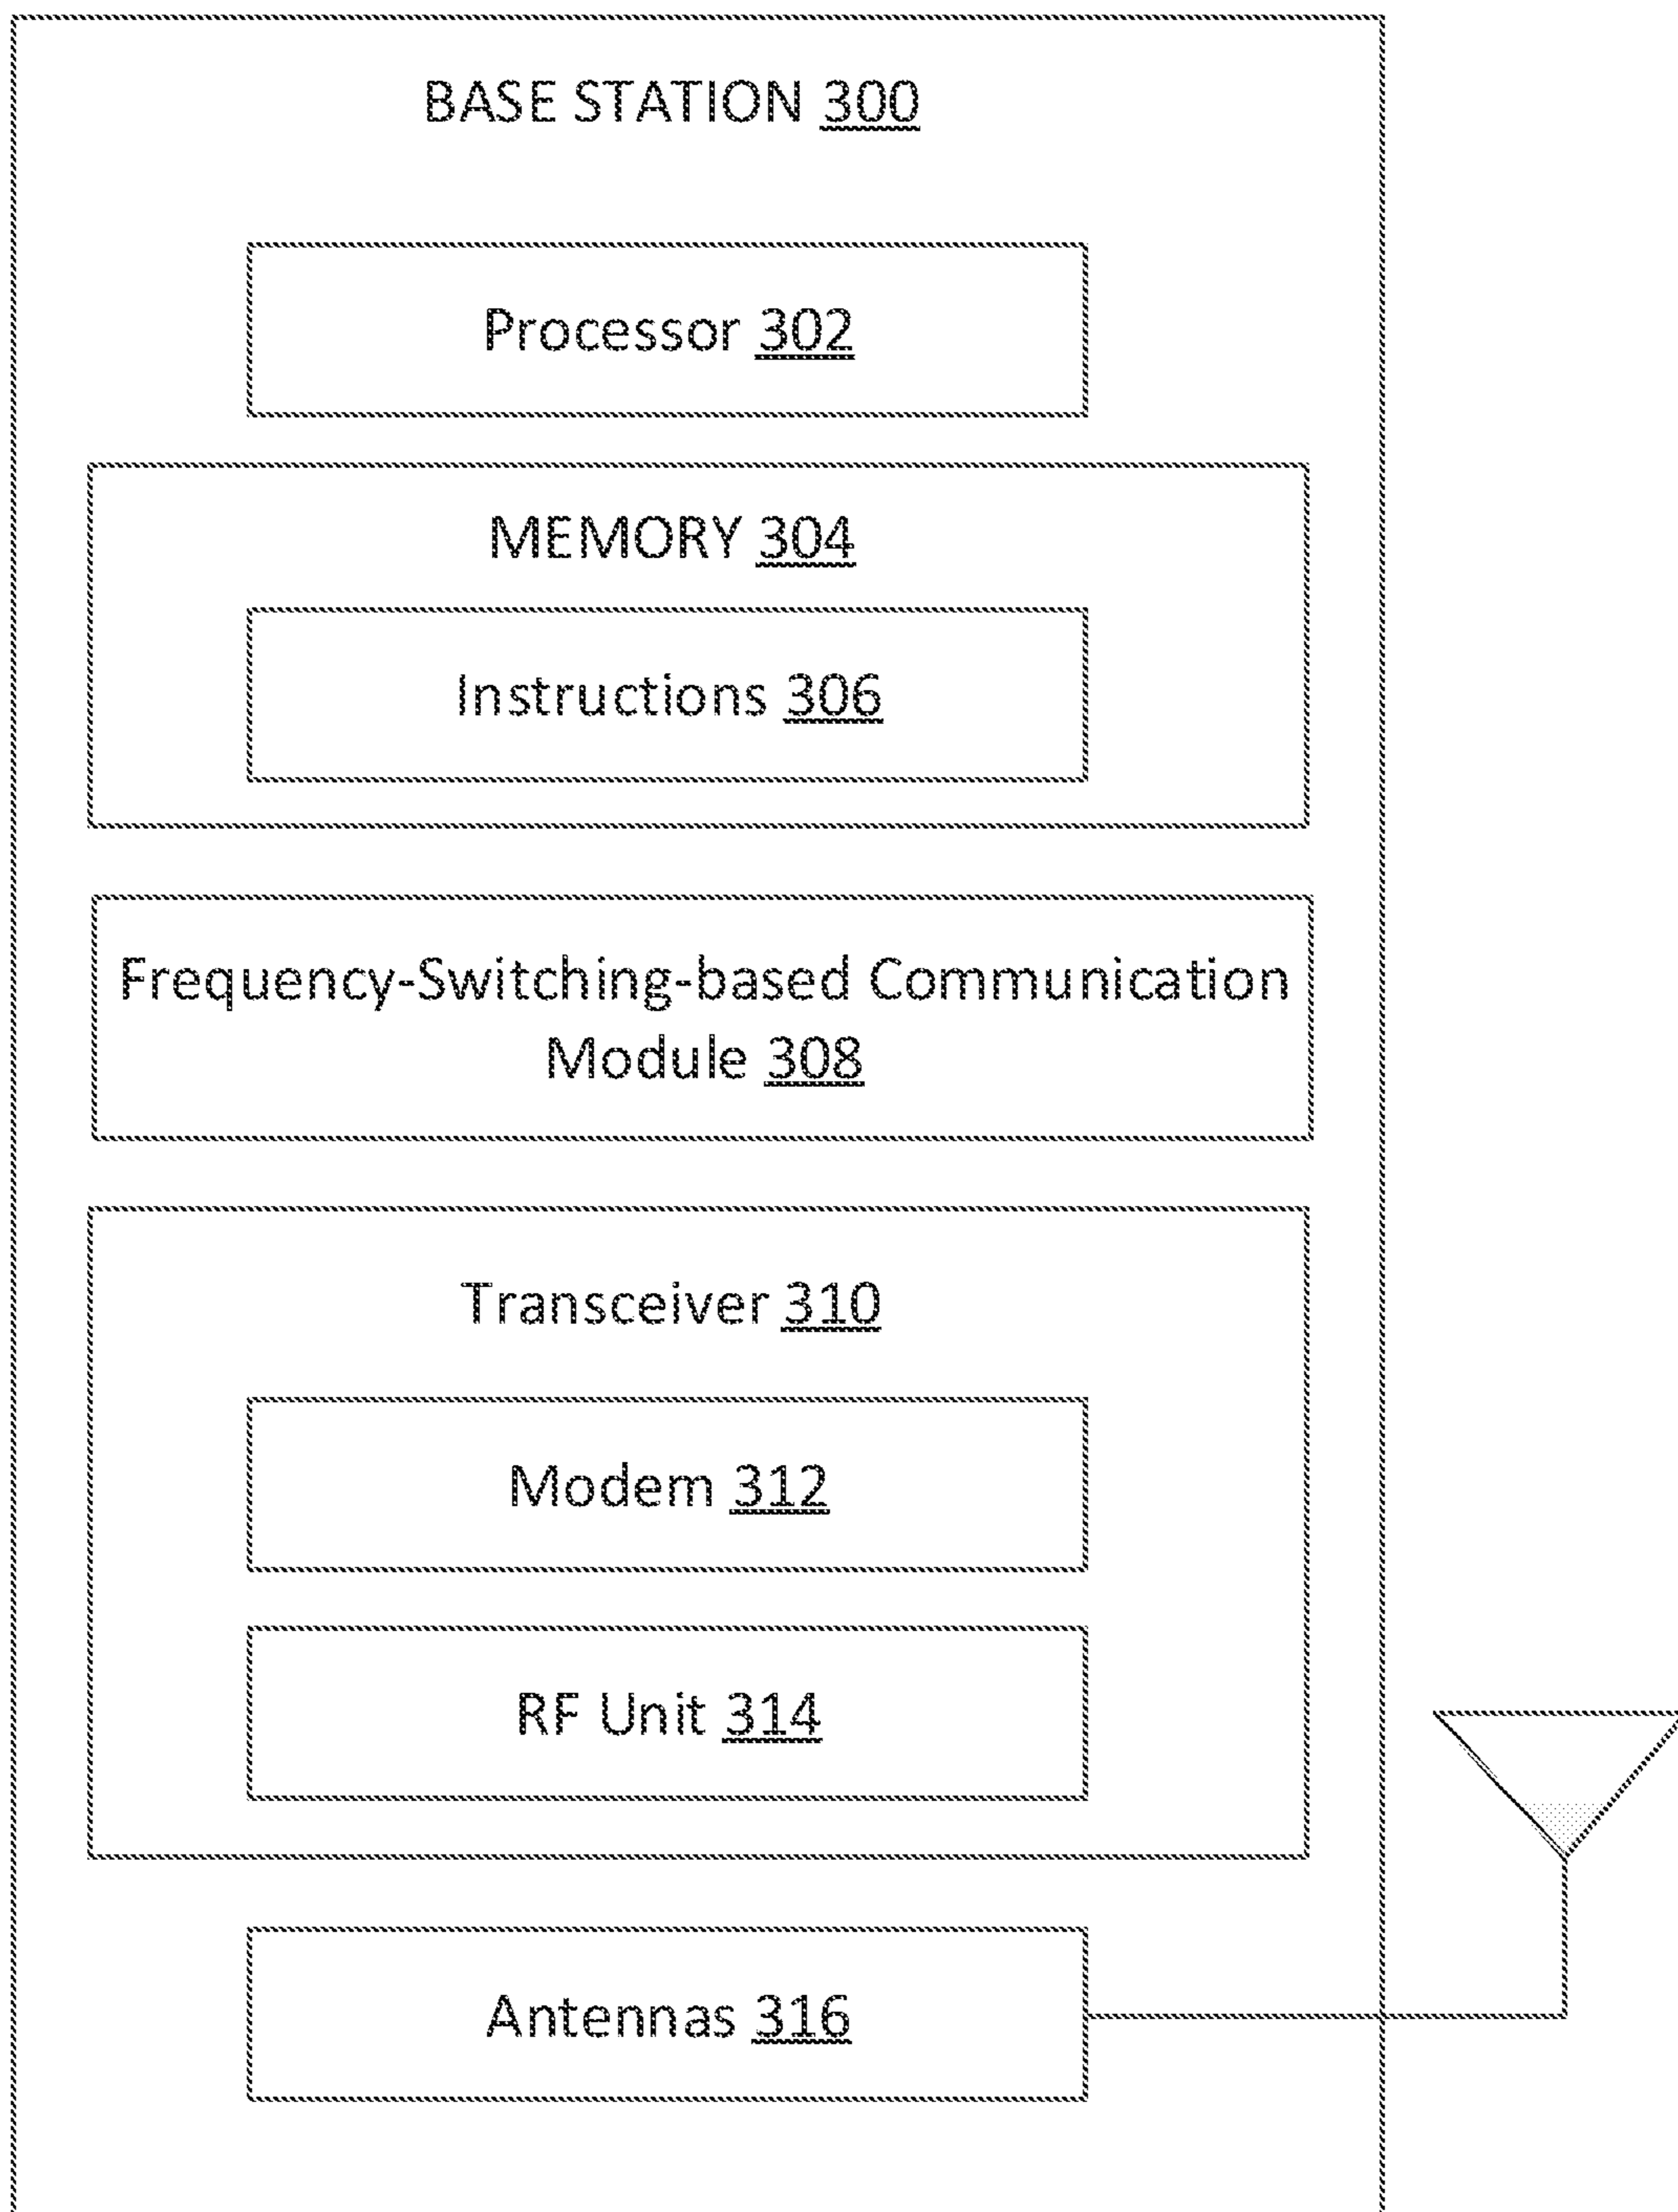 BASE STATION 300
Processor 302
MEMORY 304
Instructions 306
Frequency-Switching-based Communication
Module 308
Transceiver 310
Modem 312
RF Unit 314
Antennas 316